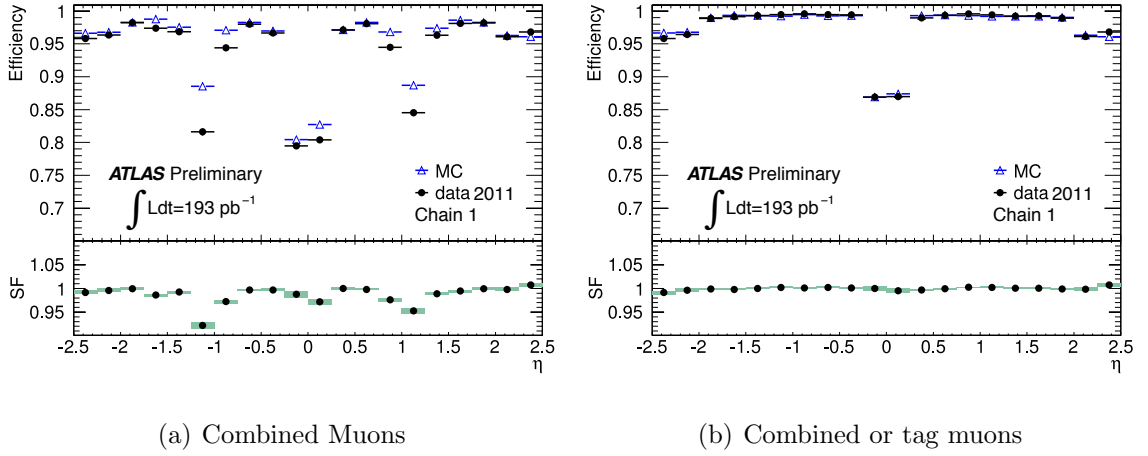 Efficiency
0.95
0.9
0.85
0.8
0.75
0.7
ATLAS Preliminary
∫ Ldt=193 pb⁻¹
MC
data 2011
Chain 1
SF
1.05
1
0.95
-2.5 -2 -1.5 -1 -0.5 0 0.5 1 1.5 2 2.5
η
(a) Combined Muons
Efficiency
0.95
0.9
0.85
0.8
0.75
0.7
ATLAS Preliminary
∫ Ldt=193 pb⁻¹
MC
data 2011
Chain 1
SF
1.05
1
0.95
-2.5 -2 -1.5 -1 -0.5 0 0.5 1 1.5 2 2.5
η
(b) Combined or tag muons